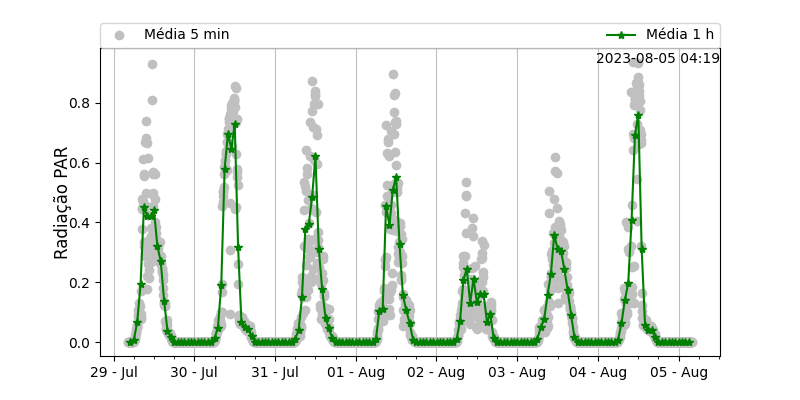 Média 5 min
Média 1 h
2023-08-05 04:19
Radiação PAR
0.8
0.6
0.4
0.2
0.0
29 - Jul
30 - Jul
31 - Jul
01 - Aug
02 - Aug
03 - Aug
04 - Aug
05 - Aug